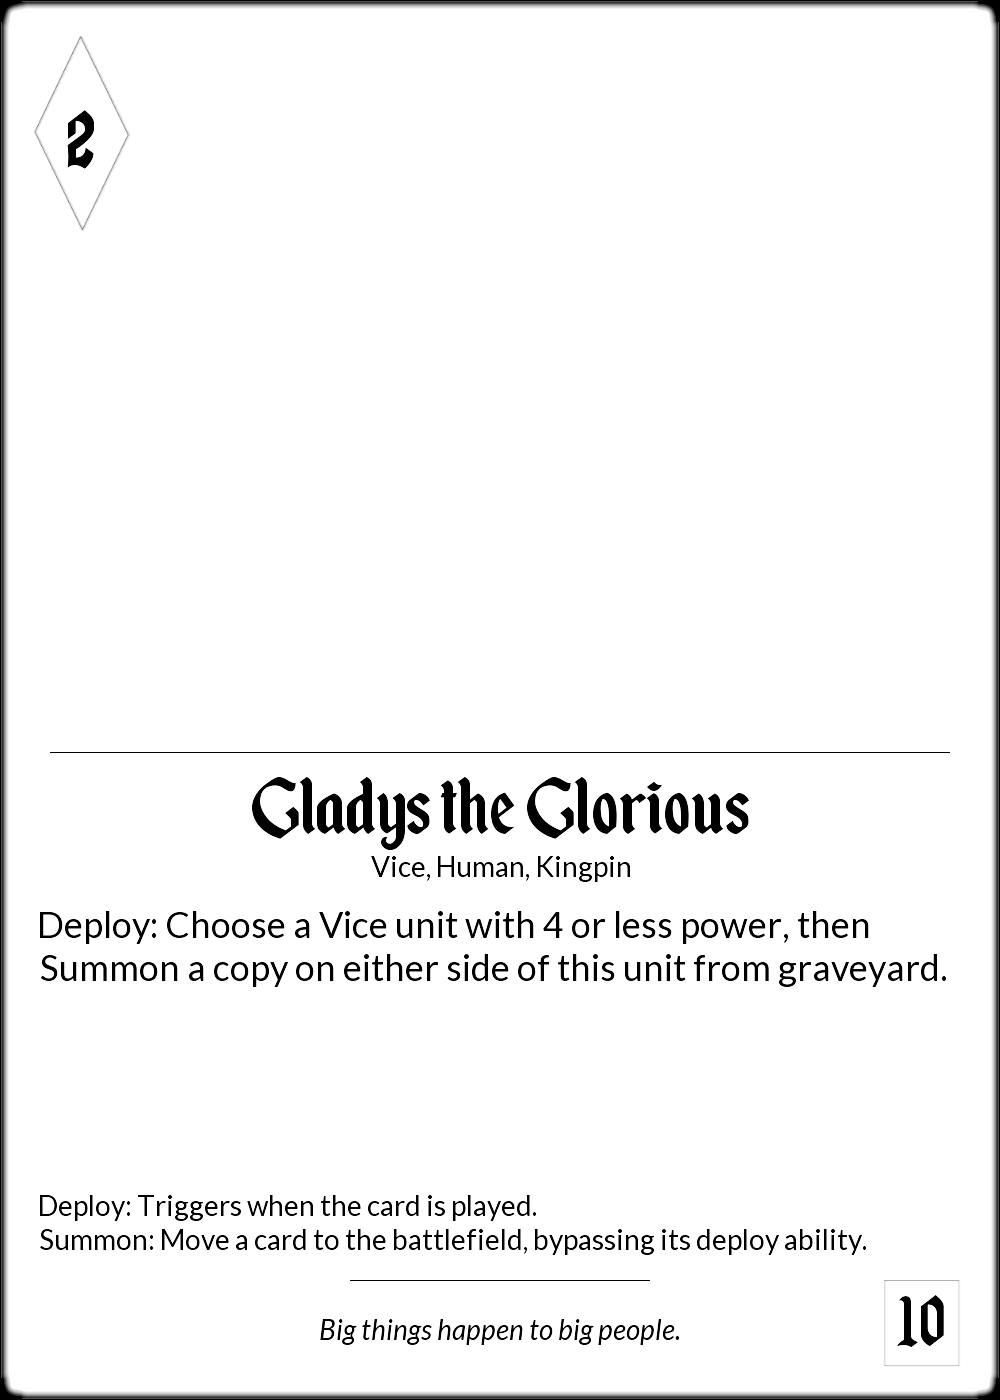 2
Gladys the Glorious
Vice, Human, Kingpin
Deploy: Choose a Vice unit with 4 or less power, then
Summon a copy on either side of this unit from graveyard.
Deploy: Triggers when the card is played.
Summon: Move a card to the battlefield, bypassing its deploy ability.
Big things happen to big people.
10